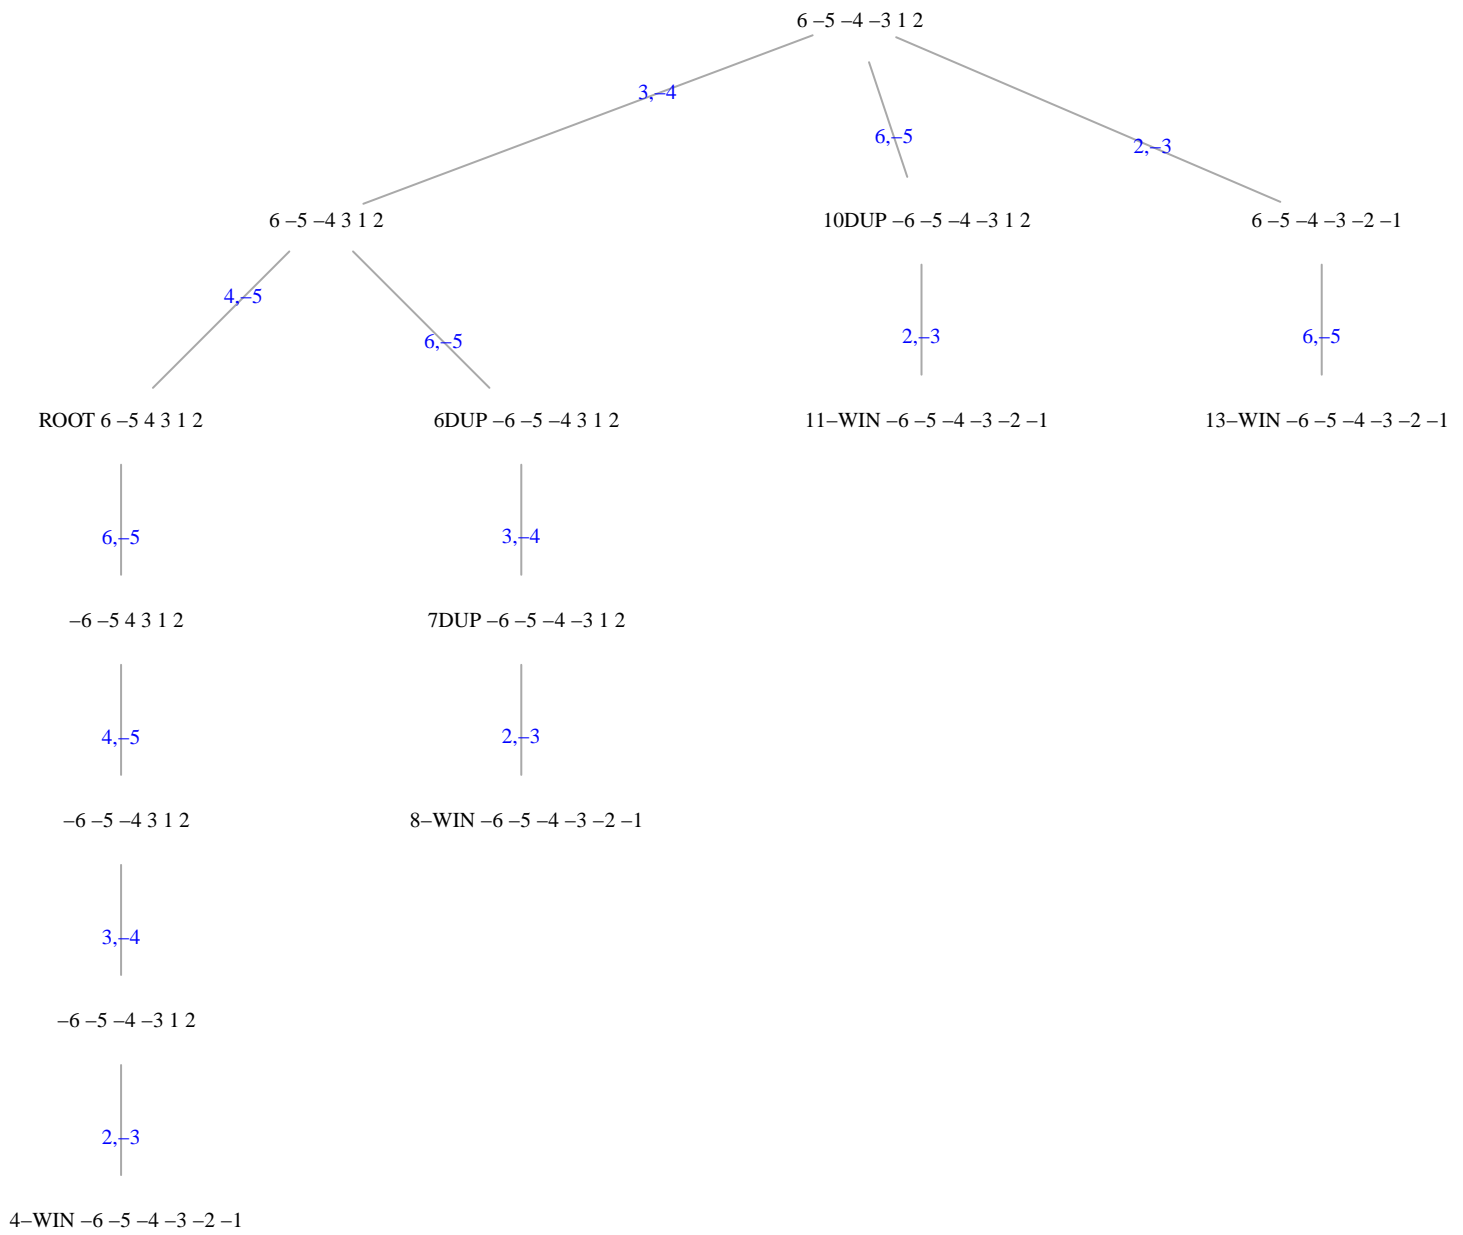 6 –5 –4 –3 1 2
3,–4
6,–5
2,–3
6 –5 –4 3 1 2
10DUP –6 –5 –4 –3 1 2
6 –5 –4 –3 –2 –1
4,–5
6,–5
2,–3
6,–5
ROOT 6 –5 4 3 1 2
6DUP –6 –5 –4 3 1 2
11–WIN –6 –5 –4 –3 –2 –1
13–WIN –6 –5 –4 –3 –2 –1
6,–5
3,–4
–6 –5 4 3 1 2
7DUP –6 –5 –4 –3 1 2
4,–5
2,–3
–6 –5 –4 3 1 2
8–WIN –6 –5 –4 –3 –2 –1
3,–4
–6 –5 –4 –3 1 2
2,–3
4–WIN –6 –5 –4 –3 –2 –1